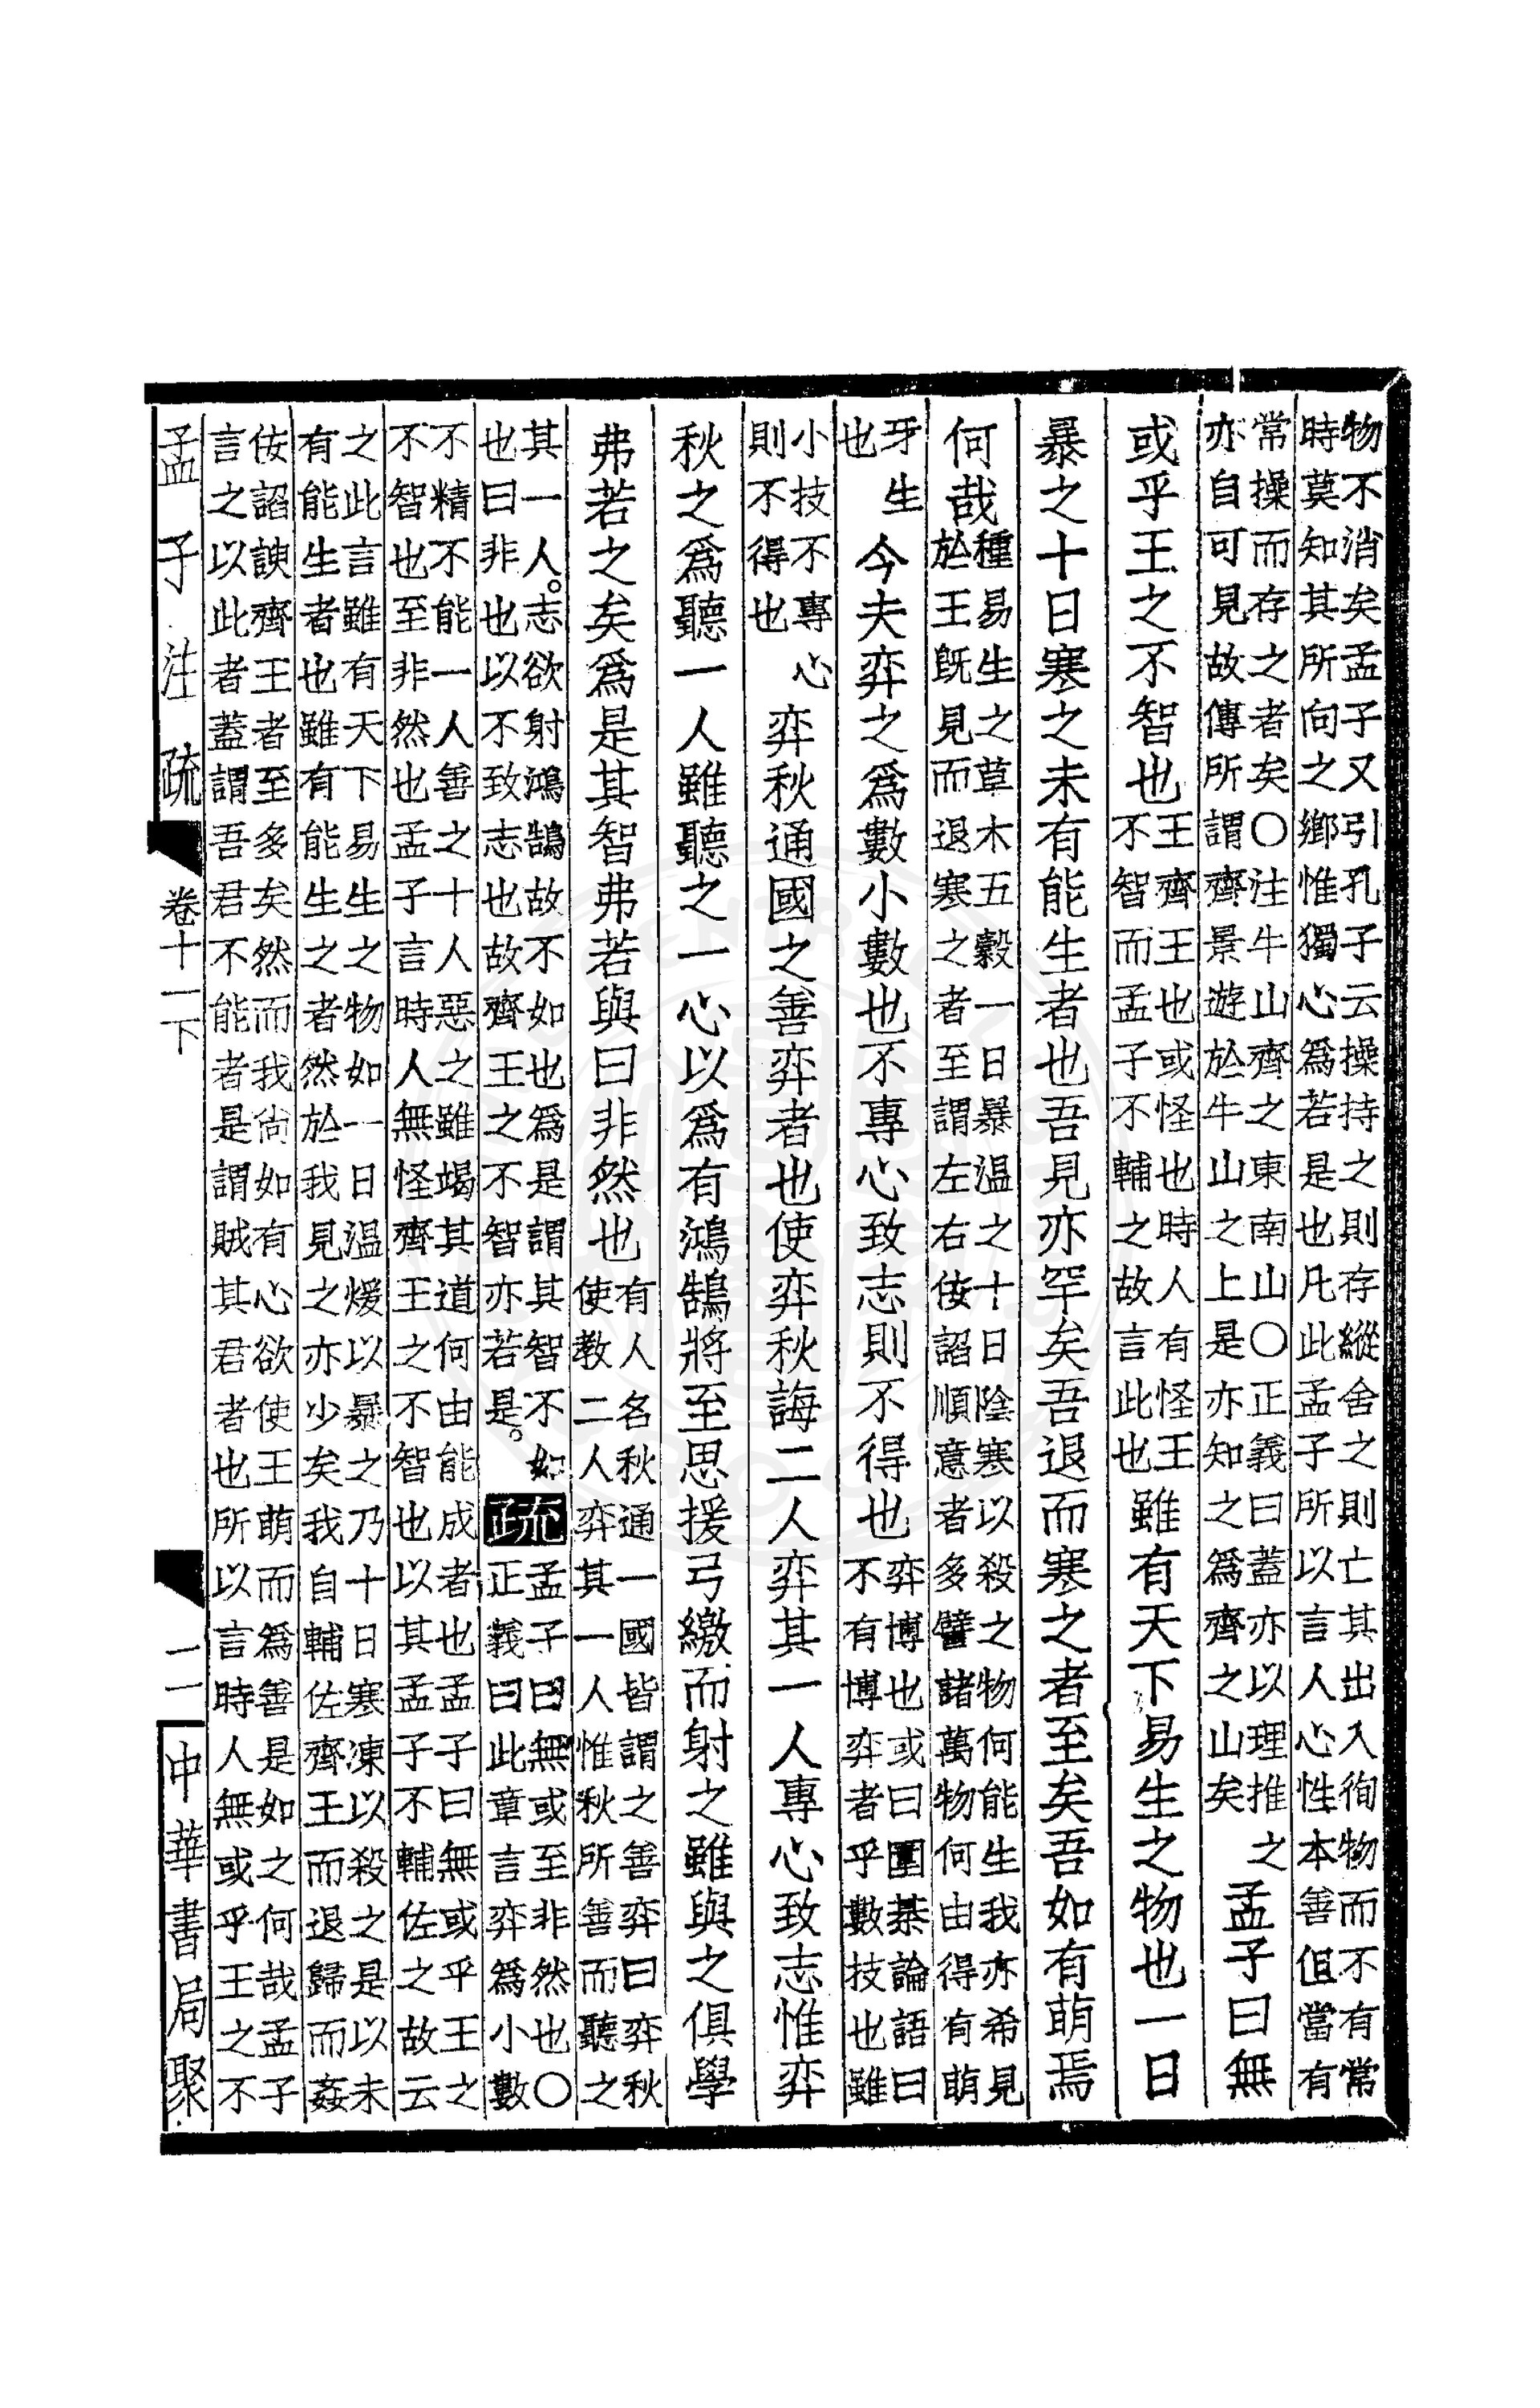 物不消矣孟子又引孔子云操持之則存縱舍之則亡其出入徇物而不有常
時莫知其所向之鄉惟獨心爲若是也凡此孟子所以言人心性本善但當有
常操而存之者矣○注牛山齊之東南山○正義曰蓋亦以理推之
亦自可見故傳所謂齊景遊於牛山之上是亦知之爲齊之山矣
孟子曰無
或乎王之不智也
王齊王也或怪也時人有怪王
不智而孟子不輔之故言此也
雖有天下易生之物也一日
暴之十日寒之未有能生者也吾見亦罕矣吾退而寒之者至矣吾如有萌焉
何哉
種易生之草木五穀一日暴温之十日陰寒以殺之物何能生我亦希見
於王既見而退寒之者至謂左右佞諂順意者多譬諸萬物何由得有萌
牙生
也
今夫弈之爲數小數也不專心致志則不得也
弈博也或曰圍棊論語曰
不有博弈者乎數技也雖
小技不專心
則不得也
弈秋通國之善弈者也使弈秋誨二人弈其一人專心致志惟弈
秋之爲聽一人雖聽之一心以爲有鴻鵠將至思援弓繳而射之雖與之俱學
弗若之矣爲是其智弗若與曰非然也
有人名秋通一國皆謂之善弈曰弈秋
使教二人弈其一人惟秋所善而聽之
其一人。志欲射鴻鵠故不如也爲是謂其智不如
也曰非也以不致志也故齊王之不智亦若是。
疏
孟子曰無或至非然也○
正義曰此章言弈爲小數
不精不能一人善之十人惡之雖竭其道何由能成者也孟子曰無或乎王之
不智也至非然也孟子言時人無怪齊王之不智也以其孟子不輔佐之故云
之此言雖有天下易生之物如一日温煖以暴之乃十日寒凍以殺之是以未
有能生者也雖有能生之者然於我見之亦少矣我自輔佐齊王而退歸而姦
佞諂諛齊王者至多矣然而我尚如有心欲使王萌而爲善是如之何哉孟子
言之以此者蓋謂吾君不能者是謂賊其君者也所以言時人無或乎王之不
孟子注疏 卷十一下 二 中華書局聚